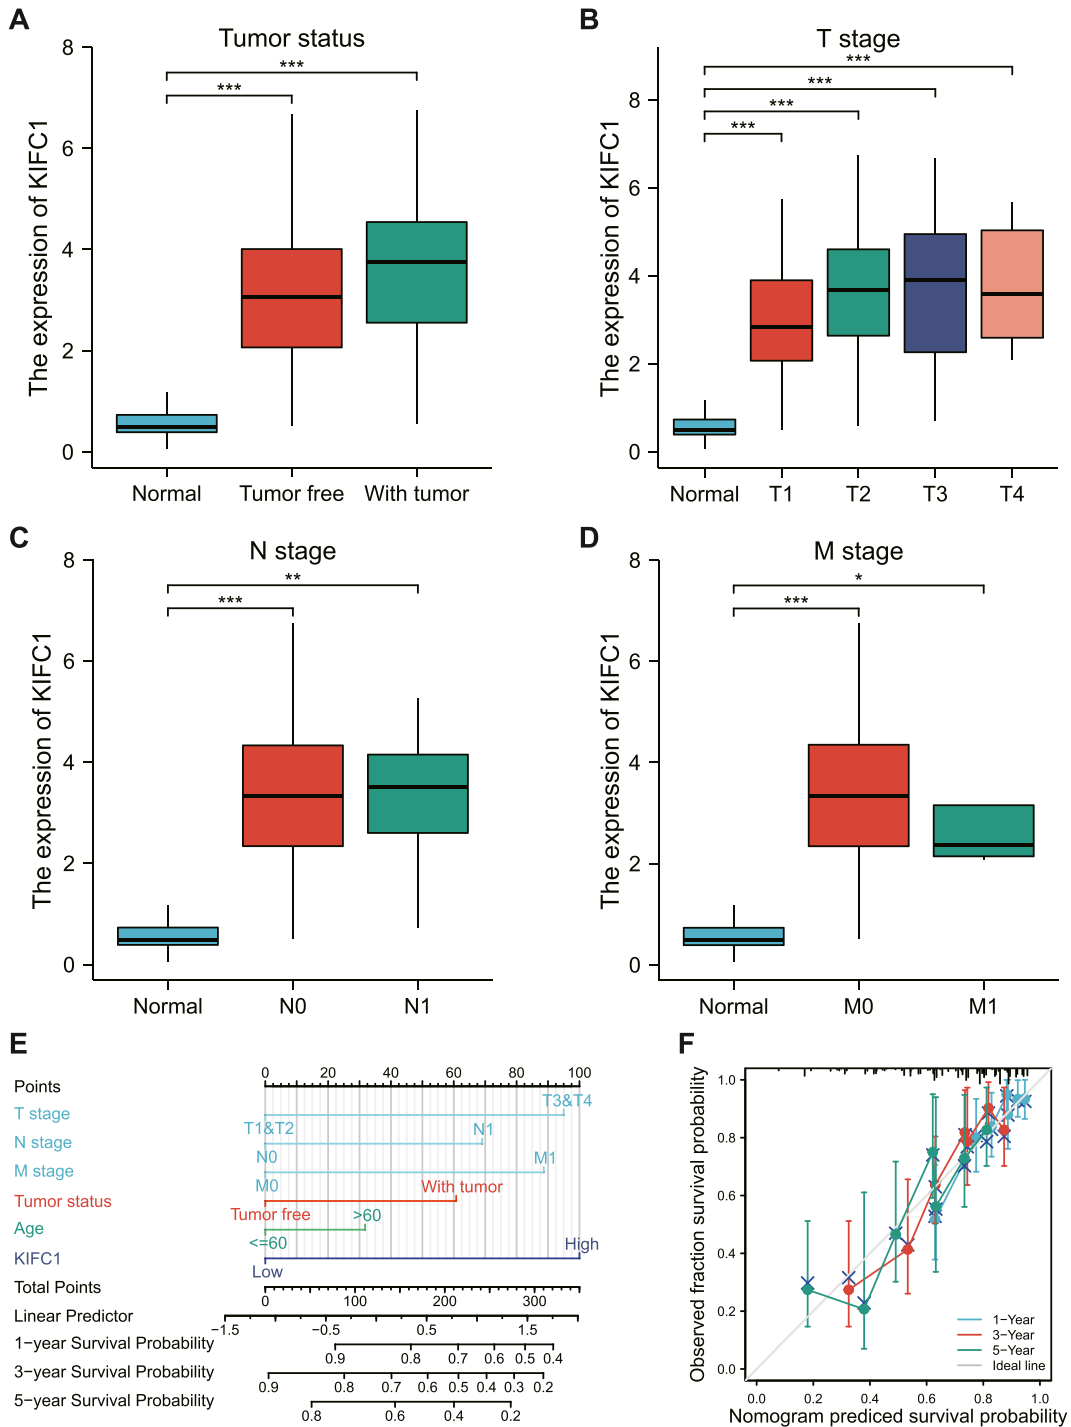 A
Tumor status
The expression of KIFC1
8
6
4
2
0
***
***
Normal
Tumor free
With tumor
B
T stage
The expression of KIFC1
8
6
4
2
0
***
***
***
***
Normal
T1
T2
T3
T4
C
N stage
The expression of KIFC1
8
6
4
2
0
**
***
Normal
N0
N1
D
M stage
The expression of KIFC1
8
6
4
2
0
*
***
Normal
M0
M1
E
0 20 40 60 80 100
Points
T3&T4
T stage
T1&T2
N1
N stage
N0
M1
M stage
M0
With tumor
Tumor status
Tumor free
>60
Age
<=60
High
KIFC1
Low
Total Points
0 100 200 300
Linear Predictor
−1.5 −0.5 0.5 1.5
1−year Survival Probability
0.9 0.8 0.7 0.6 0.5 0.4
3−year Survival Probability
0.9 0.8 0.7 0.6 0.5 0.4 0.3 0.2
5−year Survival Probability
0.8 0.6 0.4 0.2
F
Observed fraction survival probability
1.0
0.8
0.6
0.4
0.2
0.0
1−Year
3−Year
5−Year
Ideal line
0.0 0.2 0.4 0.6 0.8 1.0
Nomogram prediced survival probability